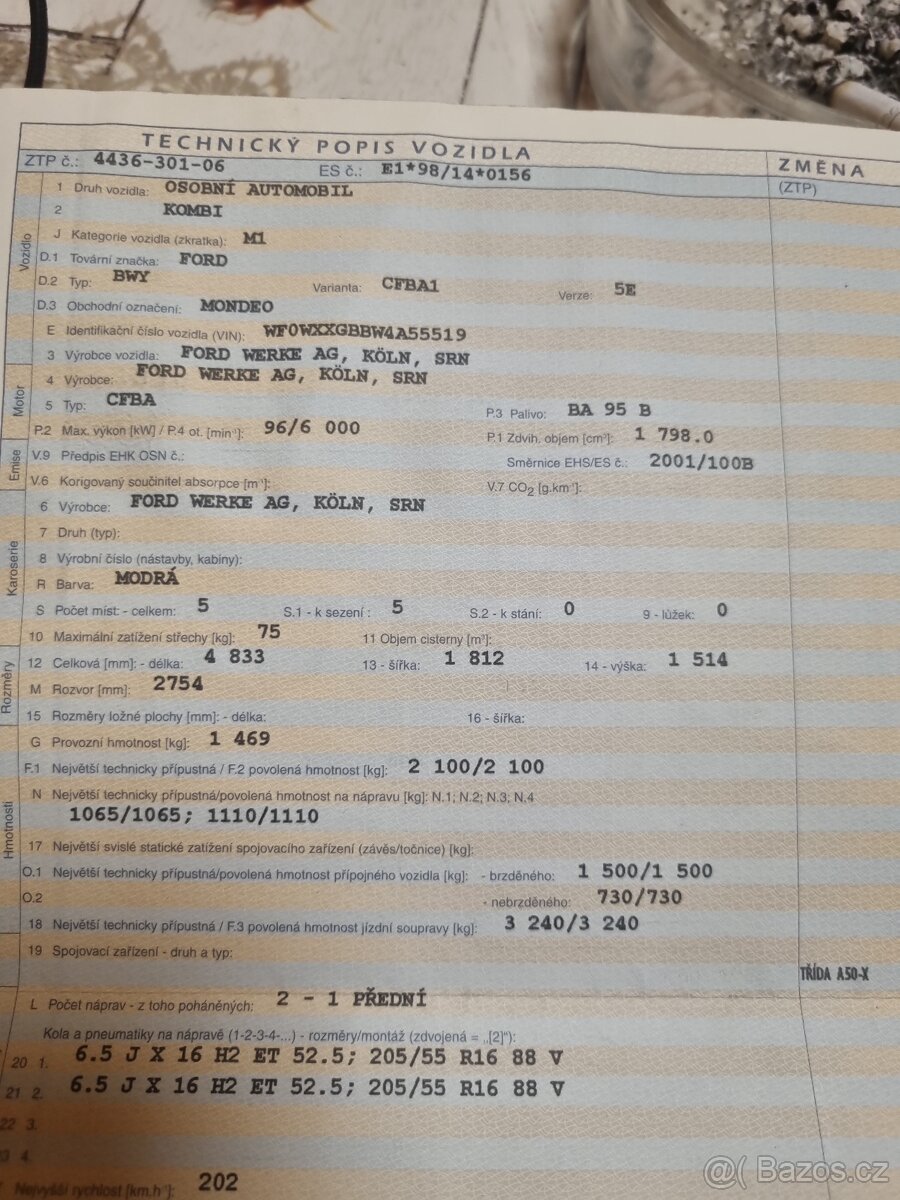 TECHNICKÝ POPIS VOZIDLA
ZMĚNA
ZTP č.: 4436-301-06 ES č.: E1*98/14*0156 (ZTP)
1 Druh vozidla: OSOBNÍ AUTOMOBIL
2 KOMBI
J Kategorie vozidla (zkratka): M1
Vozidlo
D.1 Tovární značka: FORD
D.2 Typ: BWY Varianta: CFBA1 Verze: 5E
D.3 Obchodní označení: MONDEO
E Identifikační číslo vozidla (VIN): WF0WXXGBBW4A55519
3 Výrobce vozidla: FORD WERKE AG, KÖLN, SRN
4 Výrobce: FORD WERKE AG, KÖLN, SRN
Motor
5 Typ: CFBA P.3 Palivo: BA 95 B
P.2 Max. výkon [kW] / P.4 ot. [min⁻¹]: 96/6 000 P.1 Zdvih. objem [cm³]: 1 798.0
Emise
V.9 Předpis EHK OSN č.: Směrnice EHS/ES č.: 2001/100B
V.6 Korigovaný součinitel absorpce [m⁻¹]: V.7 CO₂ [g.km⁻¹]:
6 Výrobce: FORD WERKE AG, KÖLN, SRN
Karoserie
7 Druh (typ):
8 Výrobní číslo (nástavby, kabiny):
R Barva: MODRÁ
S Počet míst: - celkem: 5 S.1 - k sezení : 5 S.2 - k stání: 0 9 - lůžek: 0
10 Maximální zatížení střechy [kg]: 75 11 Objem cisterny [m³]:
Rozměry
12 Celková [mm]: - délka: 4 833 13 - šířka: 1 812 14 - výška: 1 514
M Rozvor [mm]: 2754
15 Rozměry ložné plochy [mm]: - délka: 16 - šířka:
G Provozní hmotnost [kg]: 1 469
F.1 Největší technicky přípustná / F.2 povolená hmotnost [kg]: 2 100/2 100
Hmotnosti
N Největší technicky přípustná/povolená hmotnost na nápravu [kg]: N.1; N.2; N.3; N.4
1065/1065; 1110/1110
17 Největší svislé statické zatížení spojovacího zařízení (závěs/točnice) [kg]:
O.1 Největší technicky přípustná/povolená hmotnost přípojného vozidla [kg]: - brzděného: 1 500/1 500
O.2 - nebrzděného: 730/730
18 Největší technicky přípustná / F.3 povolená hmotnost jízdní soupravy [kg]: 3 240/3 240
19 Spojovací zařízení - druh a typ:
TŘÍDA A50-X
L Počet náprav - z toho poháněných: 2 - 1 PŘEDNÍ
Kola a pneumatiky na nápravě (1-2-3-4-...) - rozměry/montáž (zdvojená = „[2]"):
20 1. 6.5 J X 16 H2 ET 52.5; 205/55 R16 88 V
21 2. 6.5 J X 16 H2 ET 52.5; 205/55 R16 88 V
22 3.
4.
Nejvyšší rychlost [km.h⁻¹]: 202
@( Bazos.cz